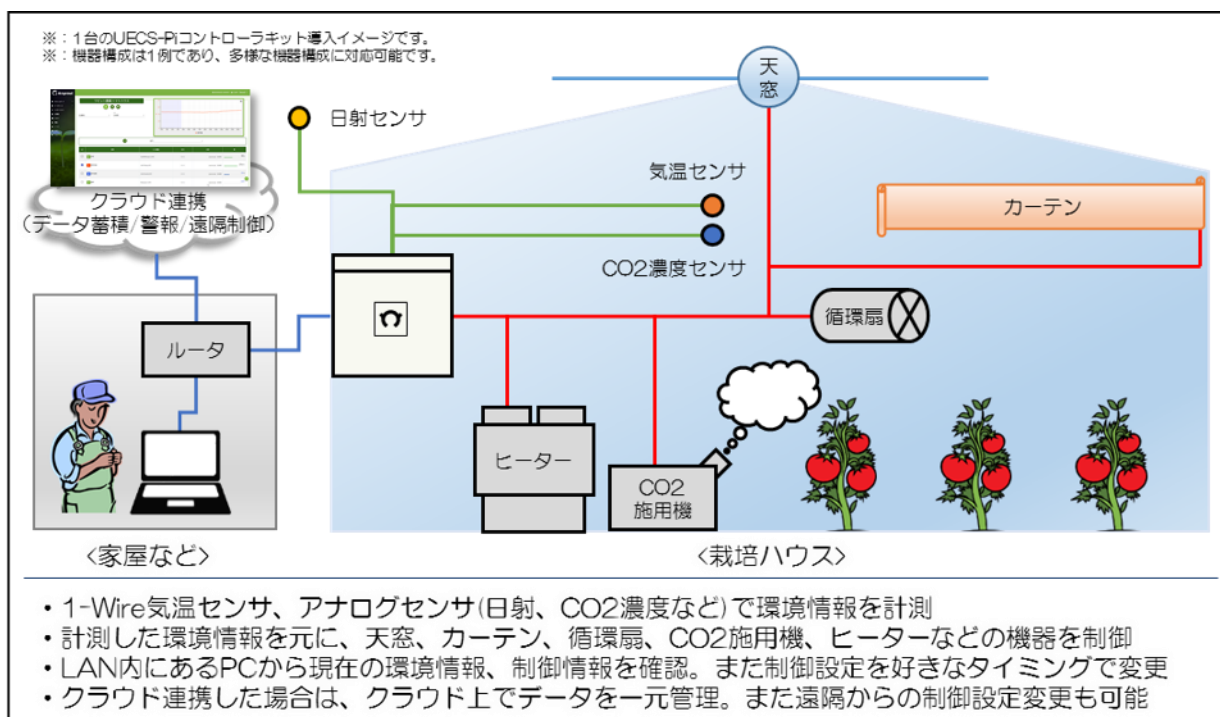 ※：1台のUECS-Piコントローラキット導入イメージです。
※：機器構成は1例であり、多様な機器構成に対応可能です。
天
窓
日射センサ
気温センサ
カーテン
クラウド連携
（データ蓄積/警報/遠隔制御）
CO2濃度センサ
循環扇
ルータ
ヒーター
CO2
施用機
<家屋など>
<栽培ハウス>
・1-Wire気温センサ、アナログセンサ(日射、CO2濃度など)で環境情報を計測
・計測した環境情報を元に、天窓、カーテン、循環扇、CO2施用機、ヒーターなどの機器を制御
・LAN内にあるPCから現在の環境情報、制御情報を確認。また制御設定を好きなタイミングで変更
・クラウド連携した場合は、クラウド上でデータを一元管理。また遠隔からの制御設定変更も可能